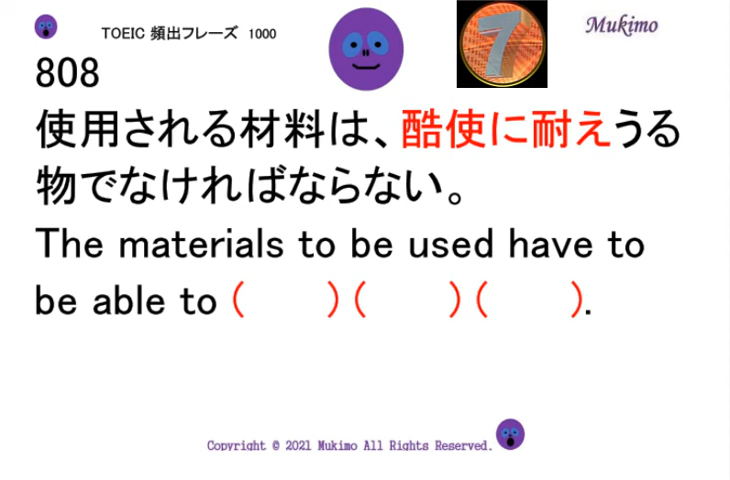 TOEIC 頻出フレーズ 1000
7
Mukimo
808
使用される材料は、酷使に耐えうる
物でなければならない。
The materials to be used have to
be able to (　　) (　　) (　　).
Copyright © 2021 Mukimo All Rights Reserved.